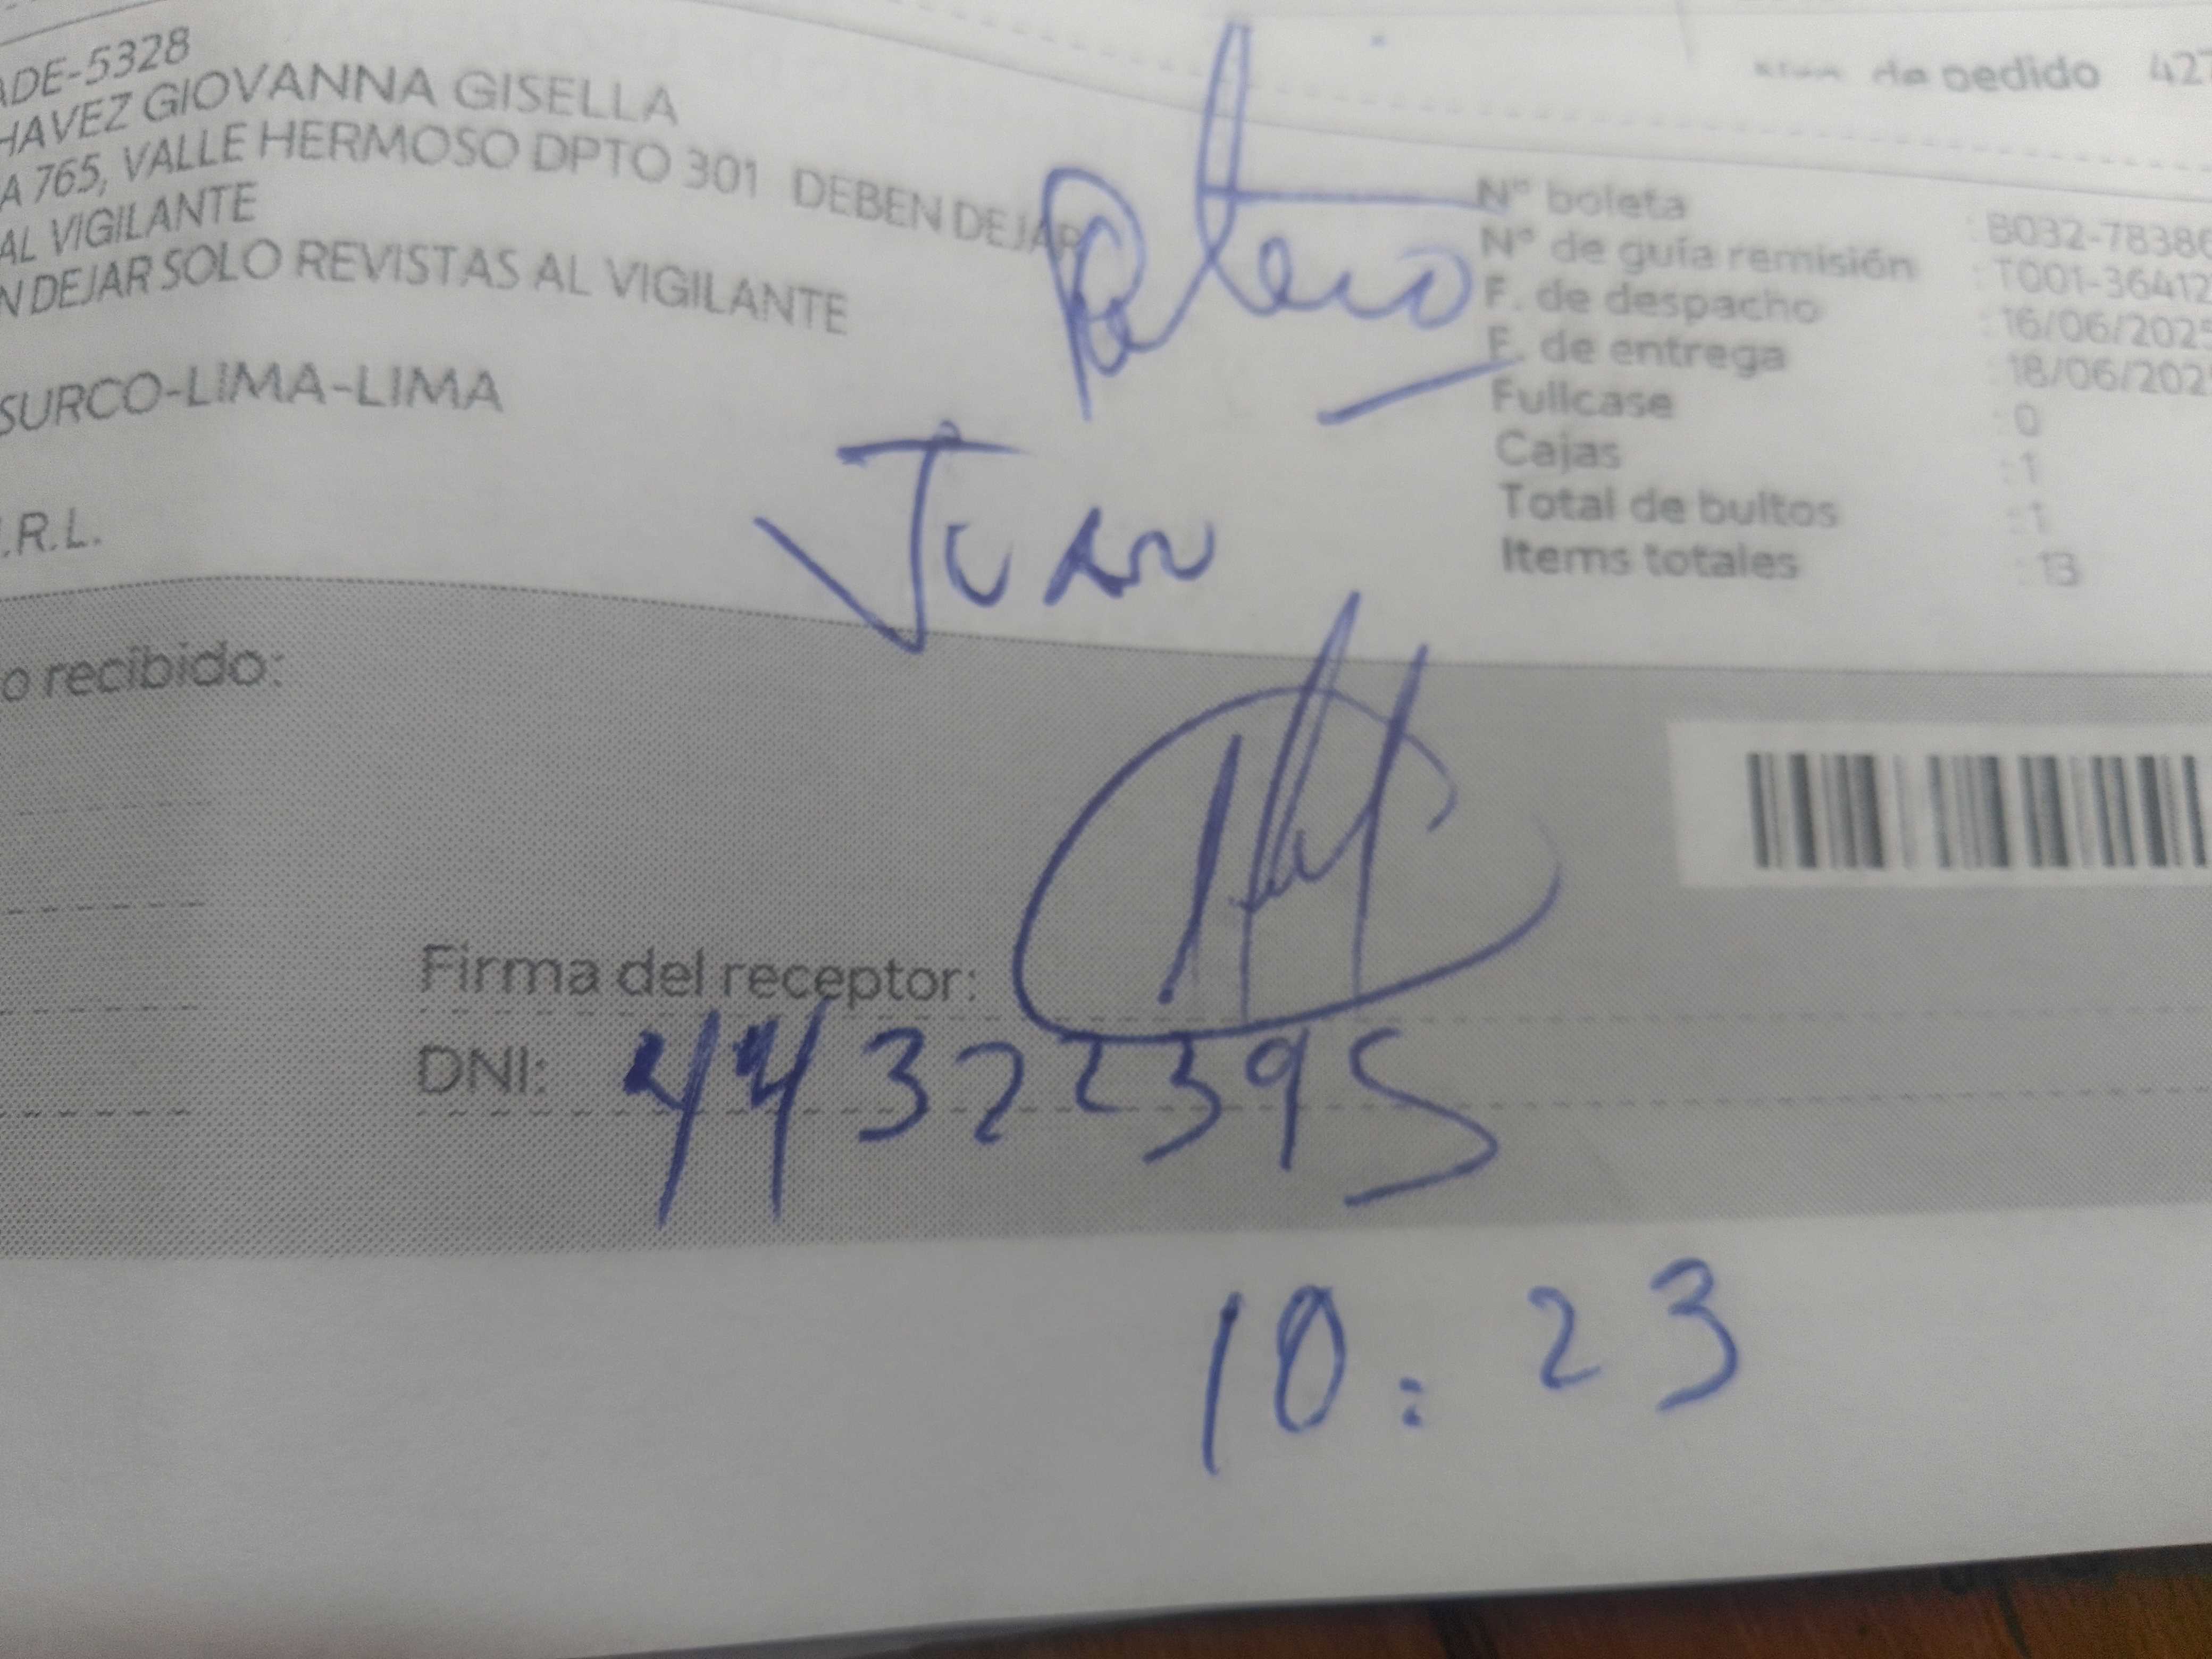 ADE-5328
HAVEZ GIOVANNA GISELLA
A 765, VALLE HERMOSO DPTO 301 DEBEN DEJAR
AL VIGILANTE
N DEJAR SOLO REVISTAS AL VIGILANTE
SURCO-LIMA-LIMA
.R.L.
de pedido 427
N° boleta : B032-7838
N° de guía remisión : T001-36412
F. de despacho : 16/06/2025
F. de entrega : 18/06/202
Fullcase : 0
Cajas : 1
Total de bultos : 1
Items totales : 13
Juan
o recibido:
Firma del receptor:
DNI: 44322395
10:23